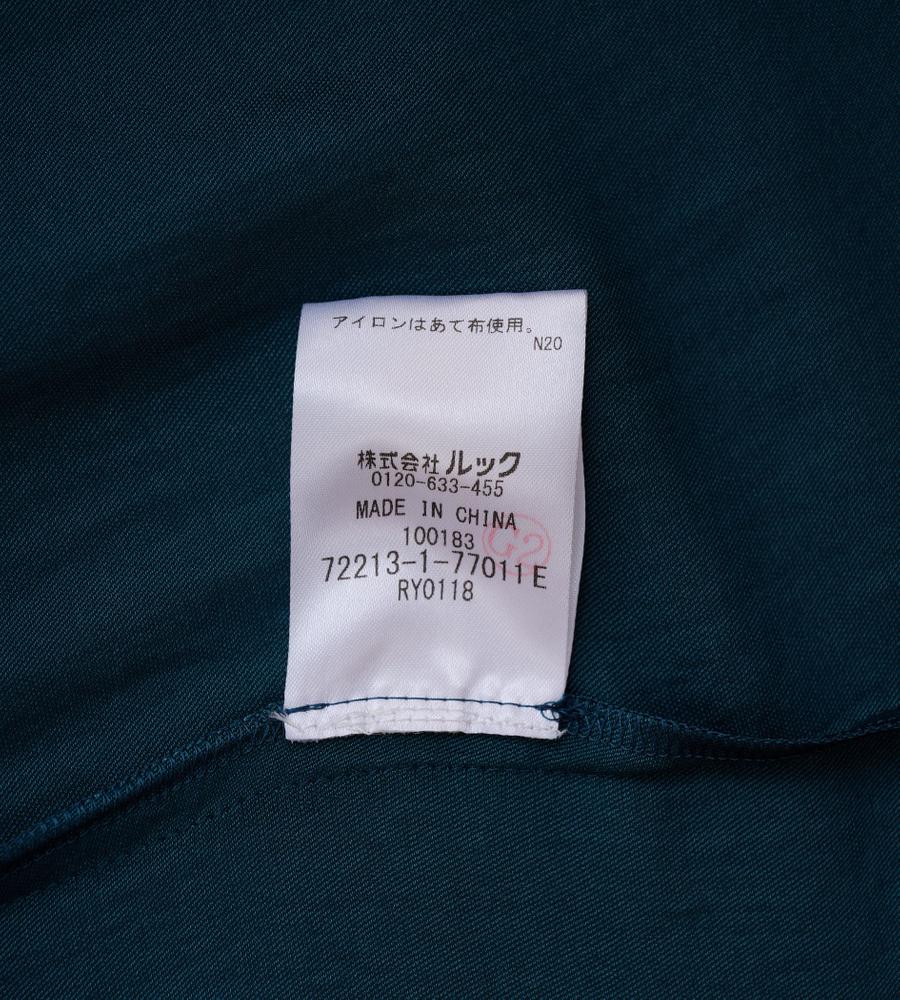 アイロンはあて布使用。
N20
株式会社 ルック
0120-633-455
MADE IN CHINA
100183
C2
72213-1-77011E
RY0118